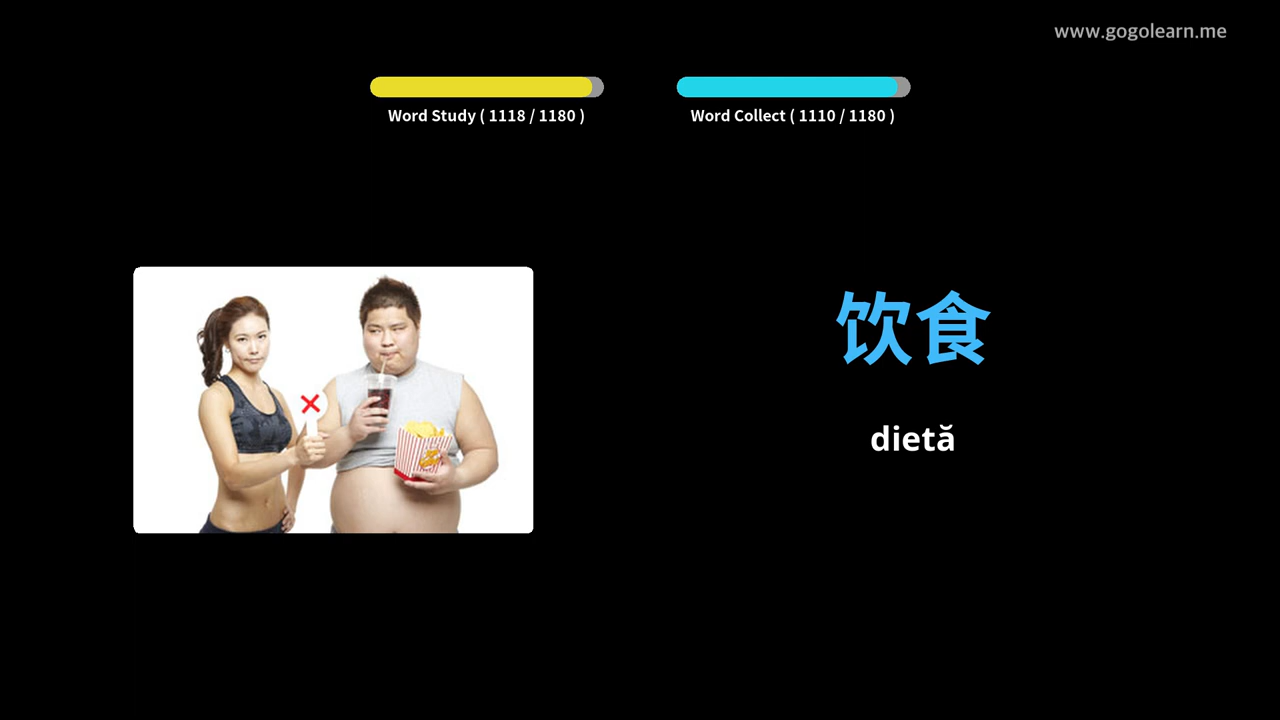 www.gogolearn.me
Word Study ( 1118 / 1180 )
Word Collect ( 1110 / 1180 )
饮食
dietă